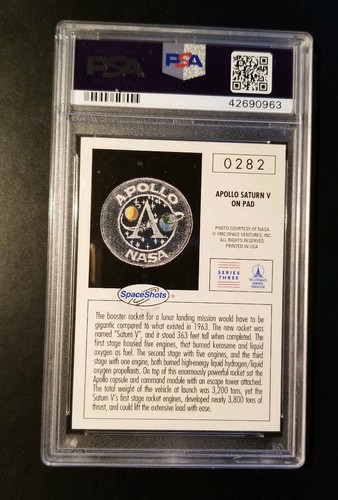 PSA
PSA
42690963
0282
APOLLO SATURN V
ON PAD
PHOTO COURTESY OF NASA
© 1992 SPACE VENTURES, INC.
ALL RIGHTS RESERVED
PRINTED IN USA
APOLLO
NASA
SERIES
THREE
SpaceShots ®
The booster rocket for a lunar landing mission would have to be
gigantic compared to what existed in 1963. The new rocket was
named "Saturn V", and it stood 363 feet tall when completed. The
first stage housed five engines, that burned kerosene and liquid
oxygen as fuel. The second stage with five engines, and the third
stage with one engine, both burned high-energy liquid hydrogen/liquid
oxygen propellants. On top of this enormously powerful rocket sat the
Apollo capsule and command module with an escape tower attached.
The total weight of the vehicle at launch was 3,200 tons, yet the
Saturn V's first stage rocket engines, developed nearly 3,800 tons of
thrust, and could lift the extensive load with ease.